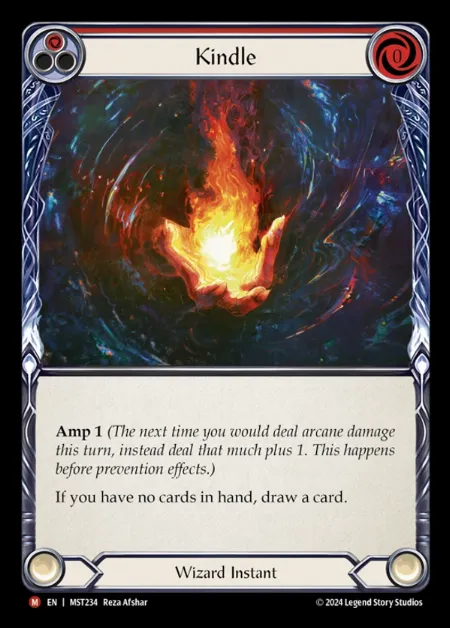 Kindle
0
Amp 1 (The next time you would deal arcane damage
this turn, instead deal that much plus 1. This happens
before prevention effects.)
If you have no cards in hand, draw a card.
Wizard Instant
M EN | MST234 Reza Afshar
© 2024 Legend Story Studios